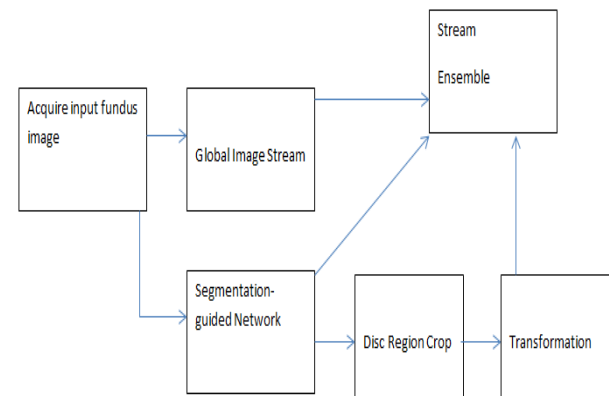 Stream
Ensemble
Acquire input fundus
image
Global Image Stream
Segmentation-
guided Network
Disc Region Crop
Transformation